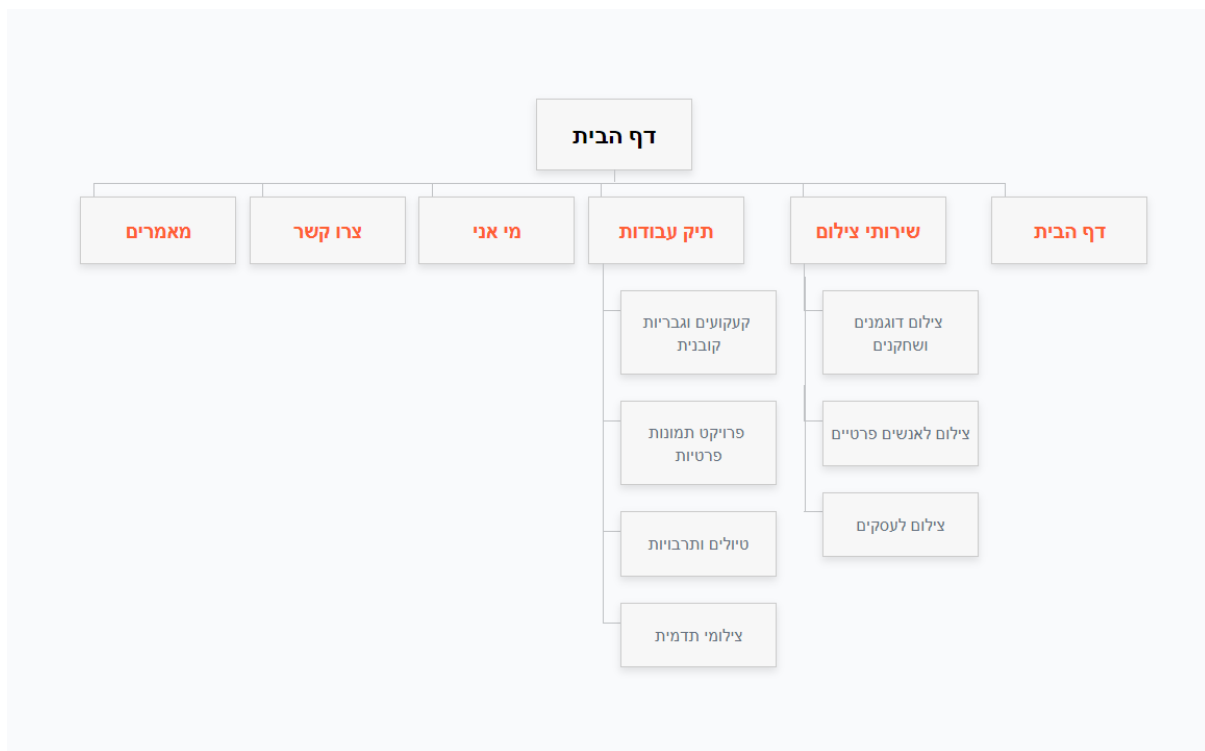 דף הבית
דף הבית
שירותי צילום
תיק עבודות
מי אני
צרו קשר
מאמרים
צילום דוגמנים
ושחקנים
צילום לאנשים פרטיים
צילום לעסקים
קעקועים וגבריות
קובנית
פרויקט תמונות
פרטיות
טיולים ותרבויות
צילומי תדמית